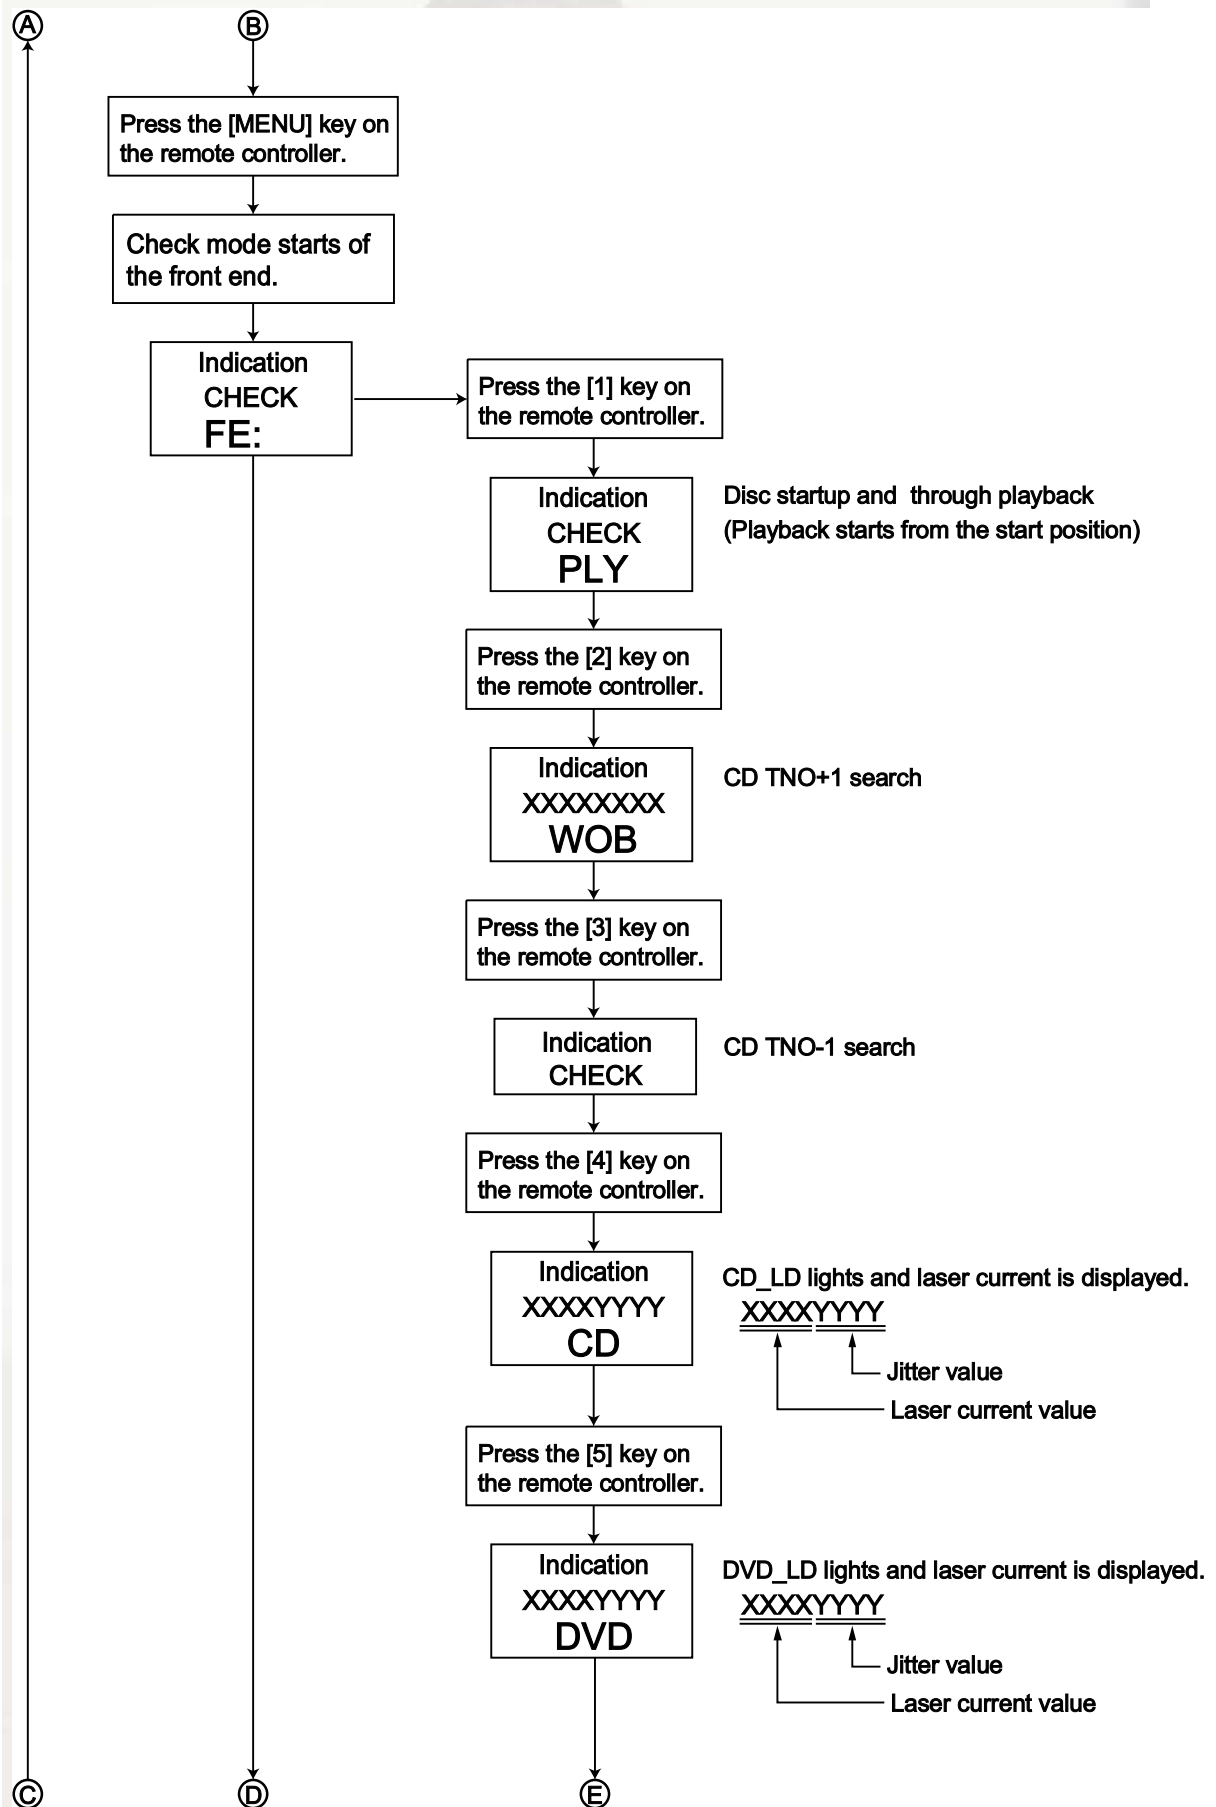 A
B
Press the [MENU] key on
the remote controller.
Check mode starts of
the front end.
Indication
CHECK
FE:
Press the [1] key on
the remote controller.
Indication
CHECK
PLY
Disc startup and  through playback
(Playback starts from the start position)
Press the [2] key on
the remote controller.
Indication
XXXXXXXX
WOB
CD TNO+1 search
Press the [3] key on
the remote controller.
Indication
CHECK
CD TNO-1 search
Press the [4] key on
the remote controller.
Indication
XXXXYYYY
CD
CD_LD lights and laser current is displayed.
XXXXYYYY
Jitter value
Laser current value
Press the [5] key on
the remote controller.
Indication
XXXXYYYY
DVD
DVD_LD lights and laser current is displayed.
XXXXYYYY
Jitter value
Laser current value
C
D
E